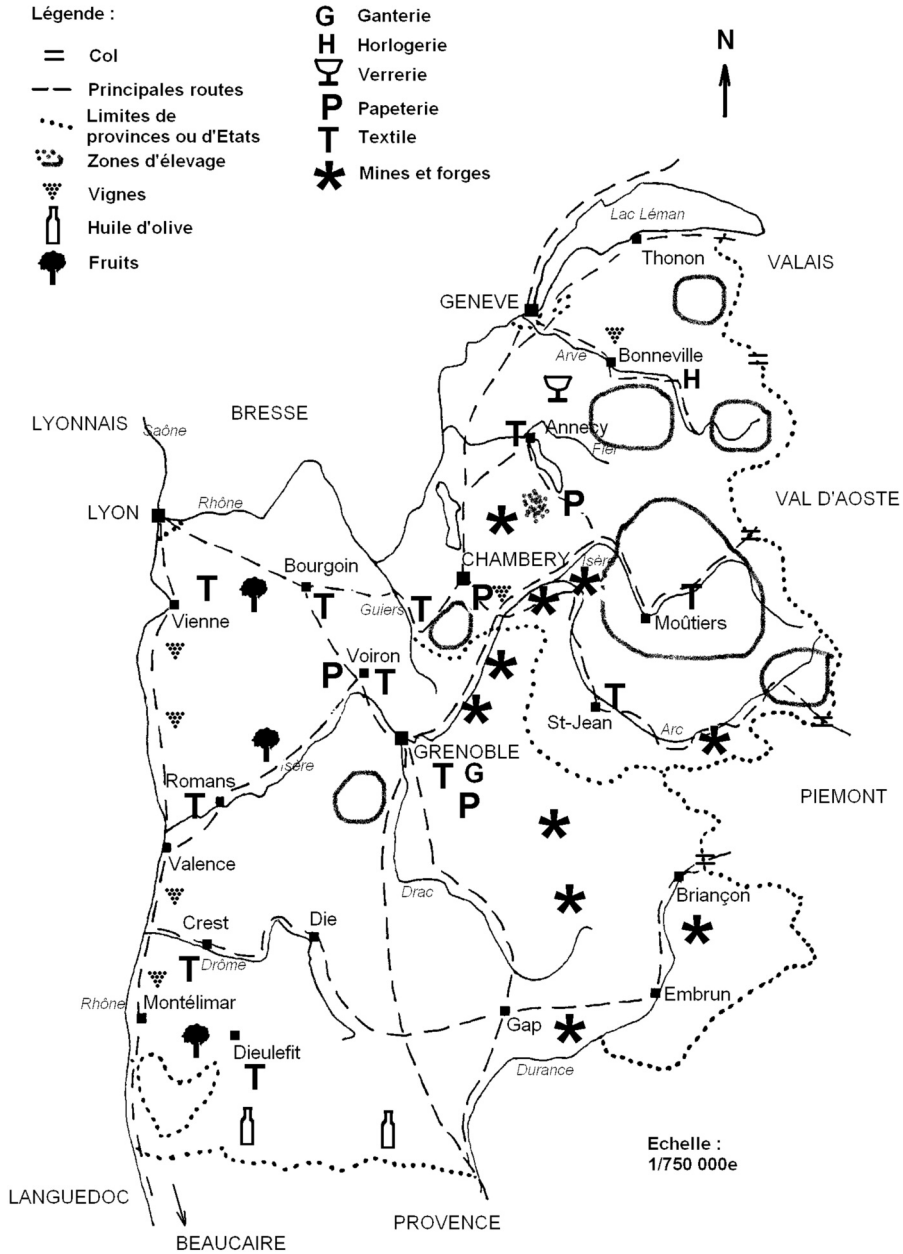 Légende :
Col
Principales routes
Limites de
provinces ou d'Etats
Zones d'élevage
Vignes
Huile d'olive
Fruits
G Ganterie
H Horlogerie
Verrerie
P Papeterie
T Textile
Mines et forges
N
Lac Léman
Thonon
VALAIS
GENEVE
Arve
Bonneville
H
LYONNAIS
BRESSE
Saône
T
Annecy
Fier
Rhône
LYON
P
VAL D'AOSTE
CHAMBERY
Isère
Bourgoin
T
T
Guiers
T
P
T
Vienne
Moûtiers
Voiron
P
T
T
St-Jean
Arc
GRENOBLE
Isère
Romans
T
T
G
P
PIEMONT
Valence
Drac
Briançon
Crest
Die
Drôme
T
Rhône
Montélimar
Embrun
Gap
Dieulefit
Durance
T
Echelle :
1/750 000e
LANGUEDOC
PROVENCE
BEAUCAIRE